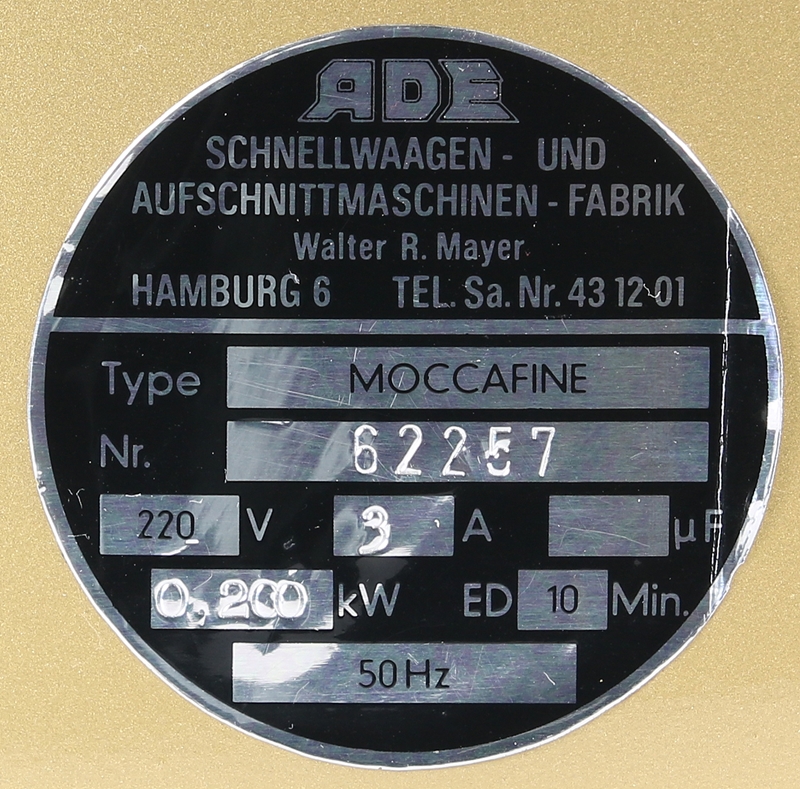 ADE
SCHNELLWAAGEN - UND
AUFSCHNITTMASCHINEN - FABRIK
Walter R. Mayer
HAMBURG 6 TEL. Sa. Nr. 43 12 01
Type MOCCAFINE
Nr. 62257
220 V 3 A µF
0,200 kW ED 10 Min.
50 Hz